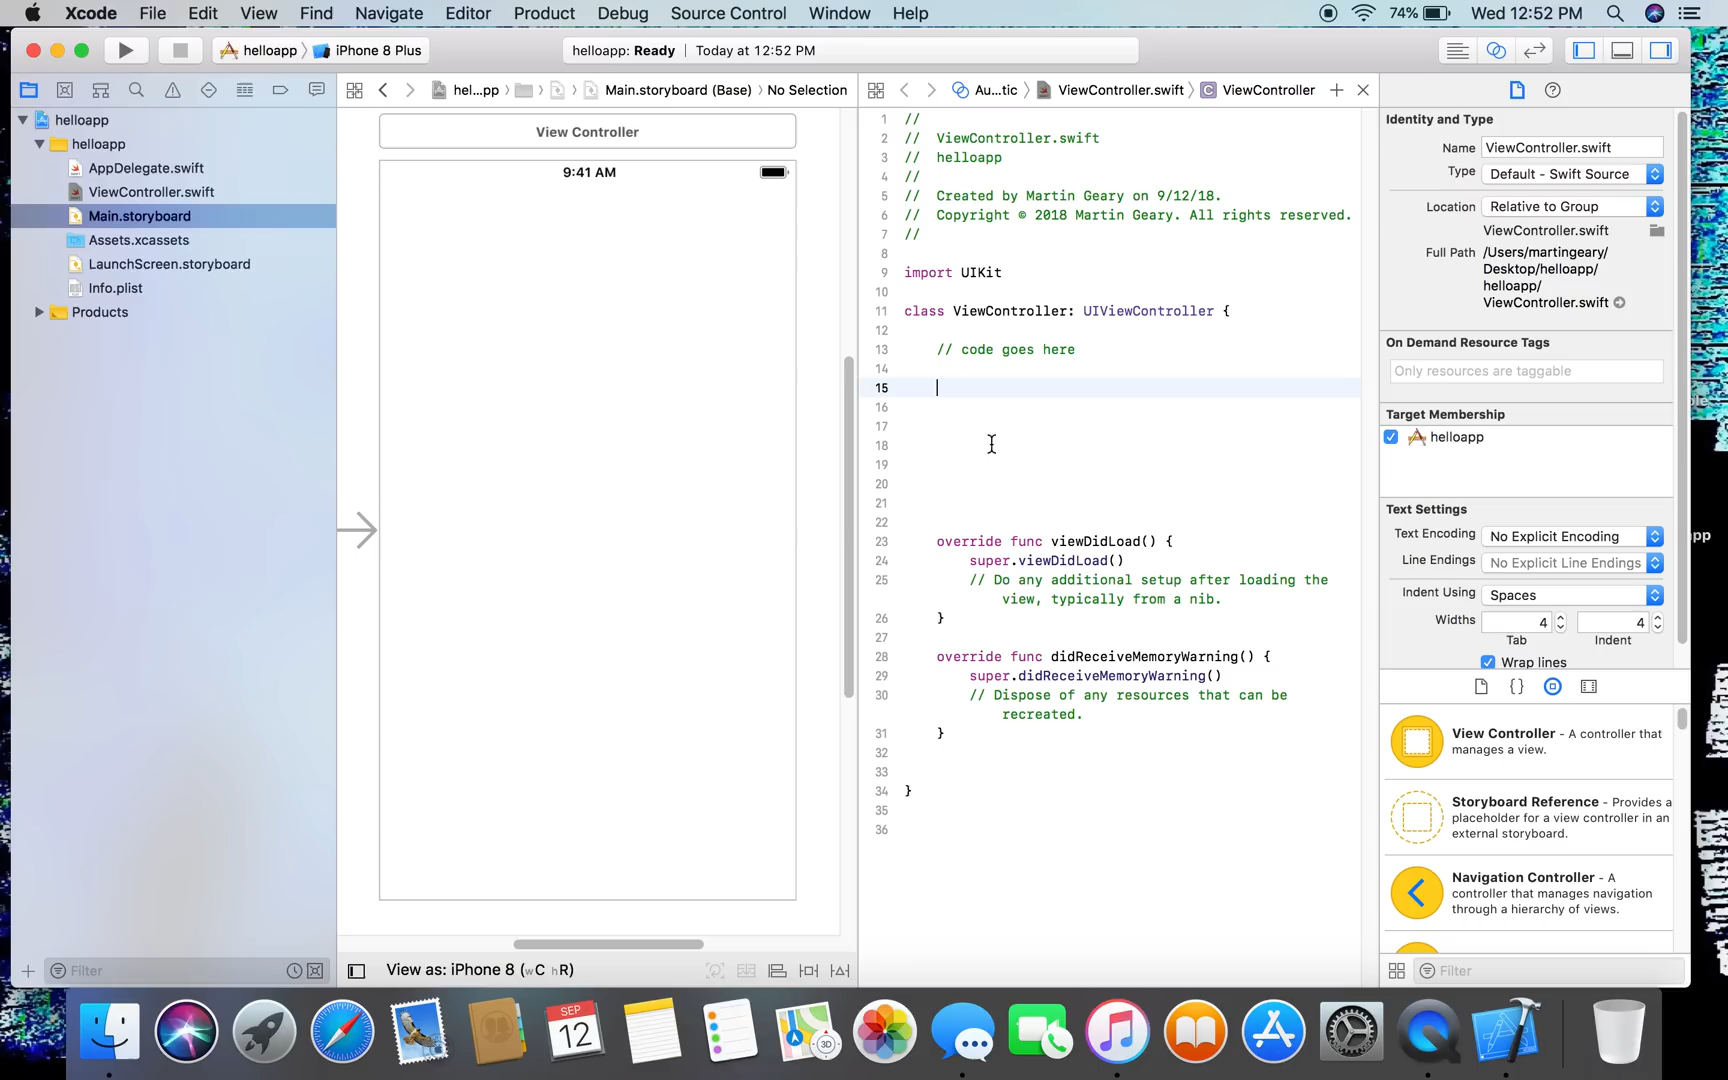 Xcode File Edit View Find Navigate Editor Product Debug Source Control Window Help 74% Wed 12:52 PM
helloapp iPhone 8 Plus
helloapp: Ready | Today at 12:52 PM
hel...pp Main.storyboard (Base) No Selection
Au...tic ViewController.swift ViewController
helloapp
helloapp
AppDelegate.swift
ViewController.swift
Main.storyboard
Assets.xcassets
LaunchScreen.storyboard
Info.plist
Products
Filter
View Controller
9:41 AM
View as: iPhone 8 (wC hR)
1 //
2 // ViewController.swift
3 // helloapp
4 //
5 // Created by Martin Geary on 9/12/18.
6 // Copyright © 2018 Martin Geary. All rights reserved.
7 //
8
9 import UIKit
10
11 class ViewController: UIViewController {
12
13 // code goes here
14
15
16
17
18
19
20
21
22
23 override func viewDidLoad() {
24 super.viewDidLoad()
25 // Do any additional setup after loading the
view, typically from a nib.
26 }
27
28 override func didReceiveMemoryWarning() {
29 super.didReceiveMemoryWarning()
30 // Dispose of any resources that can be
recreated.
31 }
32
33
34 }
35
36
Identity and Type
Name ViewController.swift
Type Default - Swift Source
Location Relative to Group
ViewController.swift
Full Path /Users/martingeary/
Desktop/helloapp/
helloapp/
ViewController.swift
On Demand Resource Tags
Only resources are taggable
Target Membership
helloapp
Text Settings
Text Encoding No Explicit Encoding
Line Endings No Explicit Line Endings
Indent Using Spaces
Widths 4 4
Tab Indent
Wrap lines
View Controller - A controller that
manages a view.
Storyboard Reference - Provides a
placeholder for a view controller in an
external storyboard.
Navigation Controller - A
controller that manages navigation
through a hierarchy of views.
Filter
SEP
12
3D